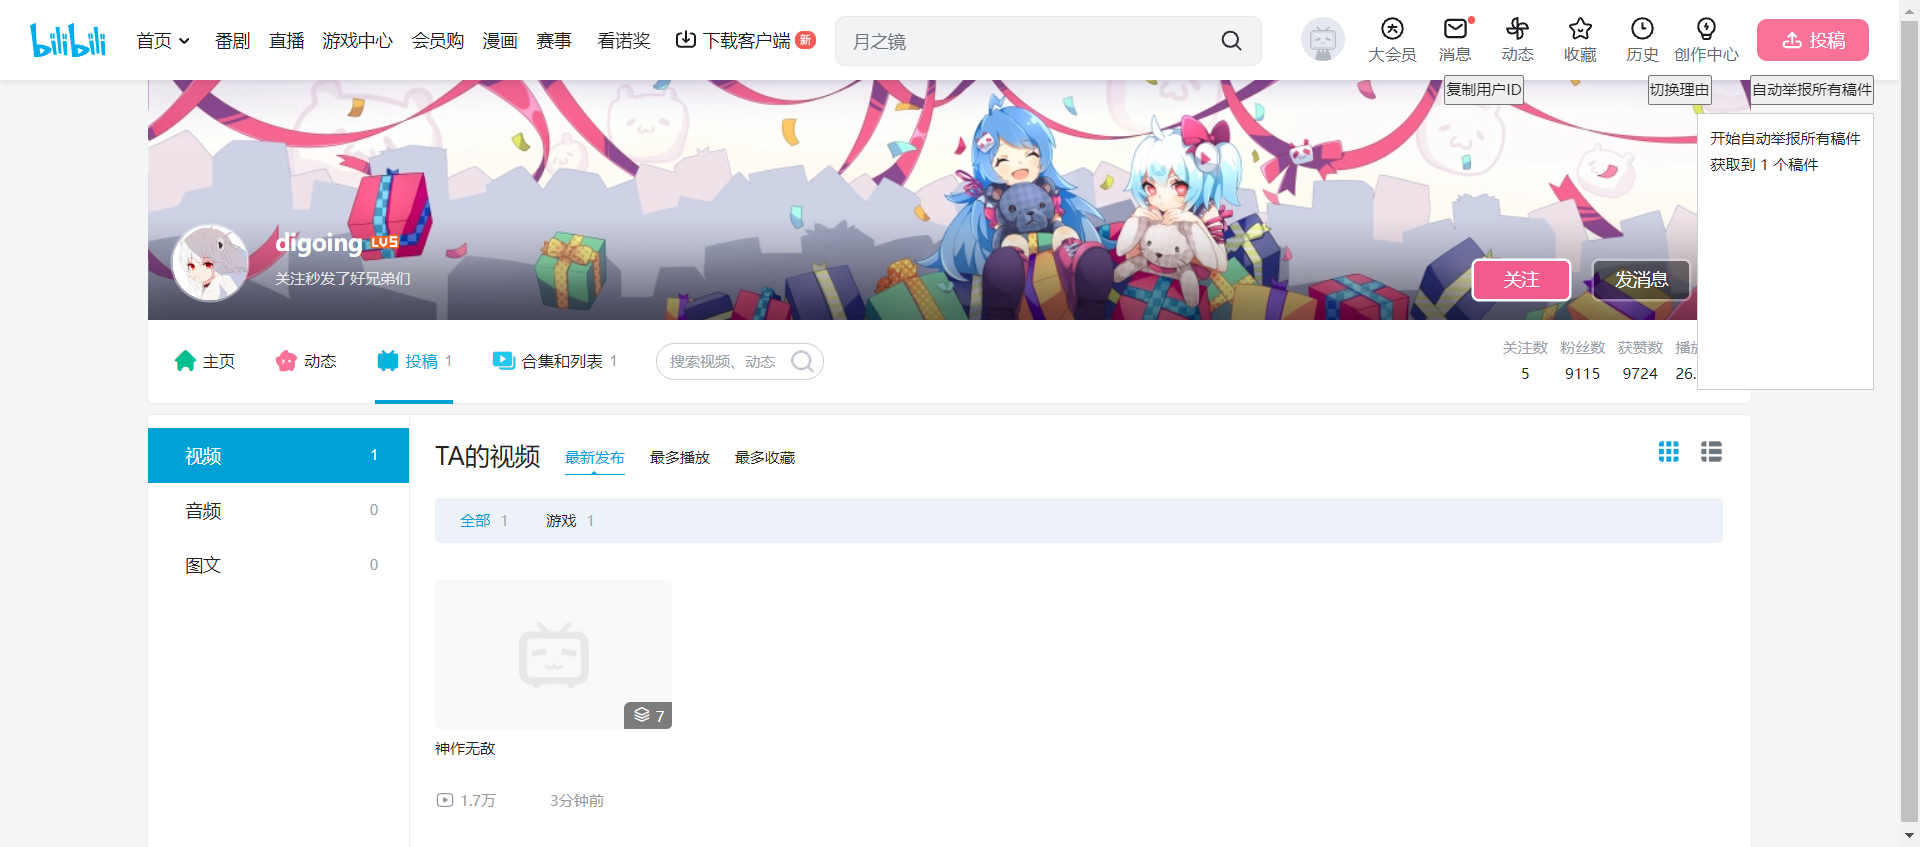 bilibili
首页
番剧
直播
游戏中心
会员购
漫画
赛事
看诺奖
下载客户端
新
月之镜
大会员
消息
动态
收藏
历史
创作中心
投稿
复制用户ID
切换理由
自动举报所有稿件
开始自动举报所有稿件
获取到 1 个稿件
digoing LV5
关注秒发了好兄弟们
关注
发消息
主页
动态
投稿 1
合集和列表 1
搜索视频、动态
关注数 粉丝数 获赞数
5 9115 9724 26.
视频 1
音频 0
图文 0
TA的视频
最新发布
最多播放
最多收藏
全部 1
游戏 1
7
神作无敌
1.7万
3分钟前